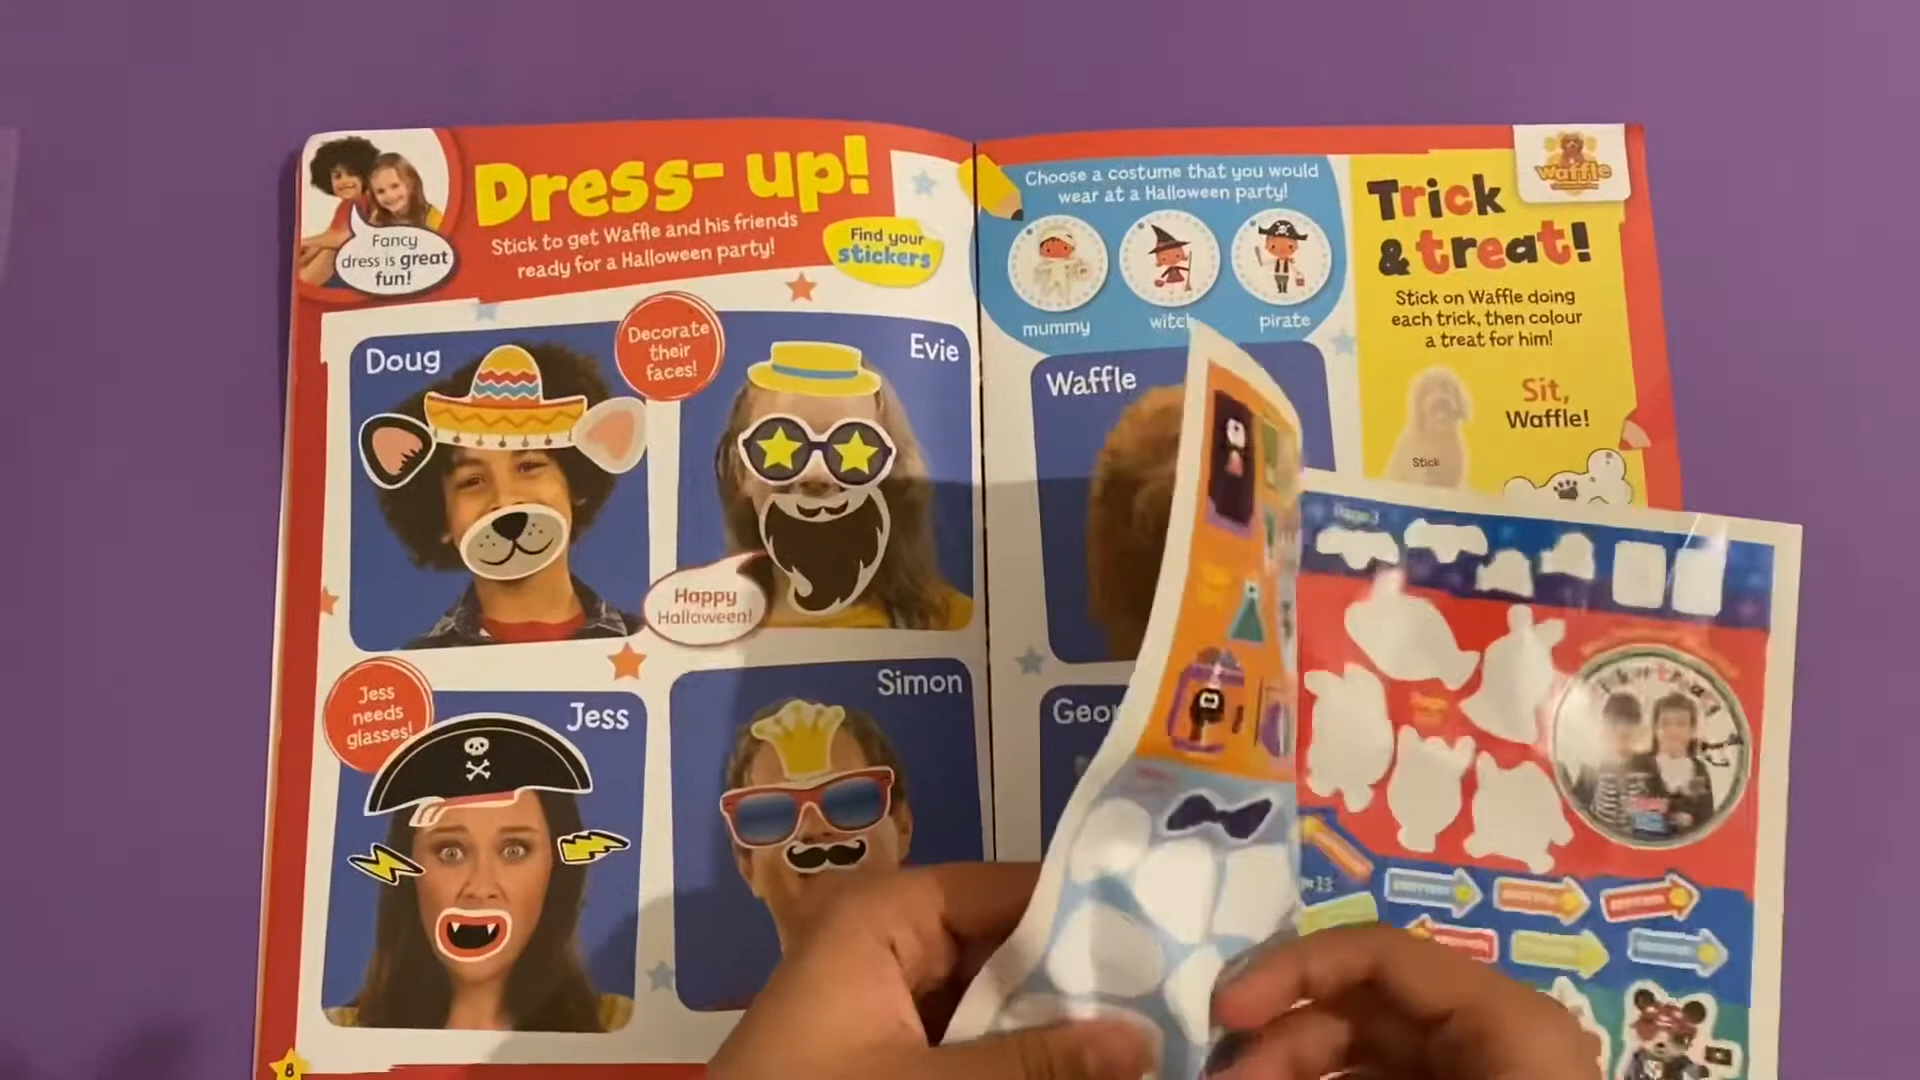 Dress- up!
Stick to get Waffle and his friends
ready for a Halloween party!
Find your
stickers
Fancy
dress is great
fun!
Doug
Decorate
their
faces!
Evie
Happy
Halloween!
Jess
needs
glasses!
Jess
Simon
8
Choose a costume that you would
wear at a Halloween party!
mummy
witch
pirate
Waffle
Trick
& treat!
Waffle
Stick on Waffle doing
each trick, then colour
a treat for him!
Sit,
Waffle!
Stick
Page 3